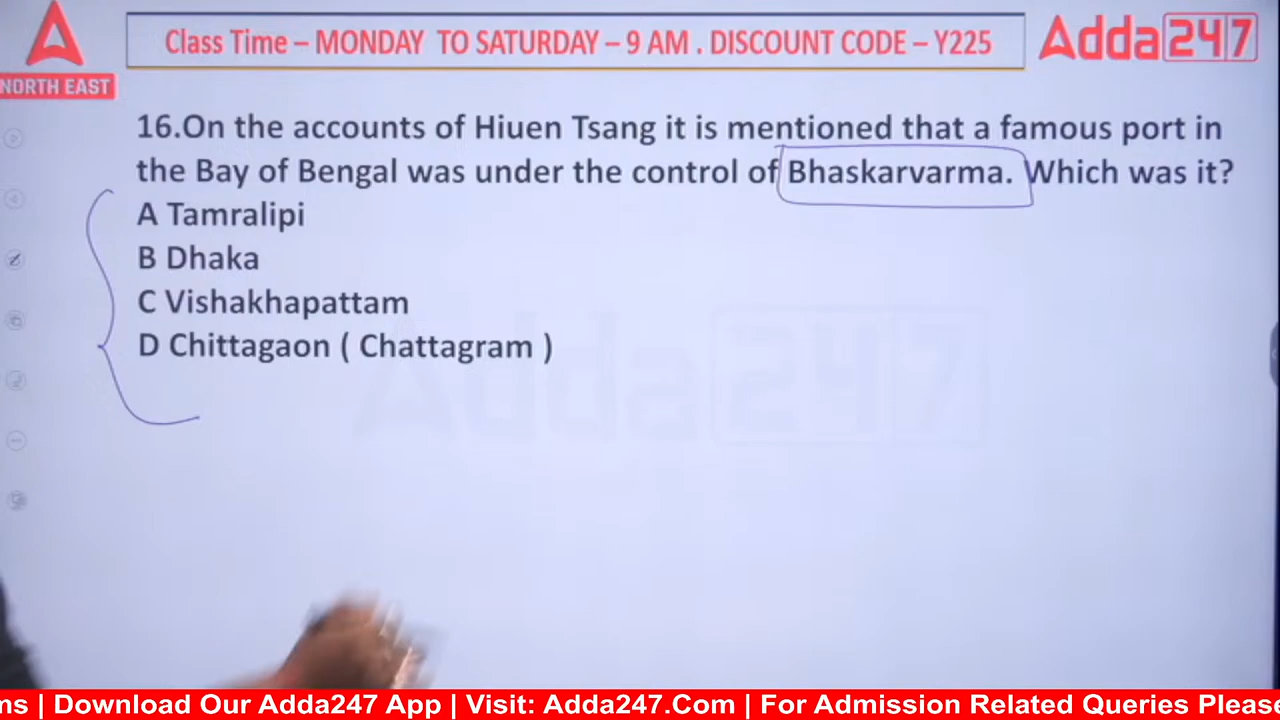 Class Time – MONDAY TO SATURDAY – 9 AM . DISCOUNT CODE – Y225
Adda247
NORTH EAST
16.On the accounts of Hiuen Tsang it is mentioned that a famous port in
the Bay of Bengal was under the control of Bhaskarvarma. Which was it?
A Tamralipi
B Dhaka
C Vishakhapattam
D Chittagaon ( Chattagram )
Adda247
ns | Download Our Adda247 App | Visit: Adda247.Com | For Admission Related Queries Please